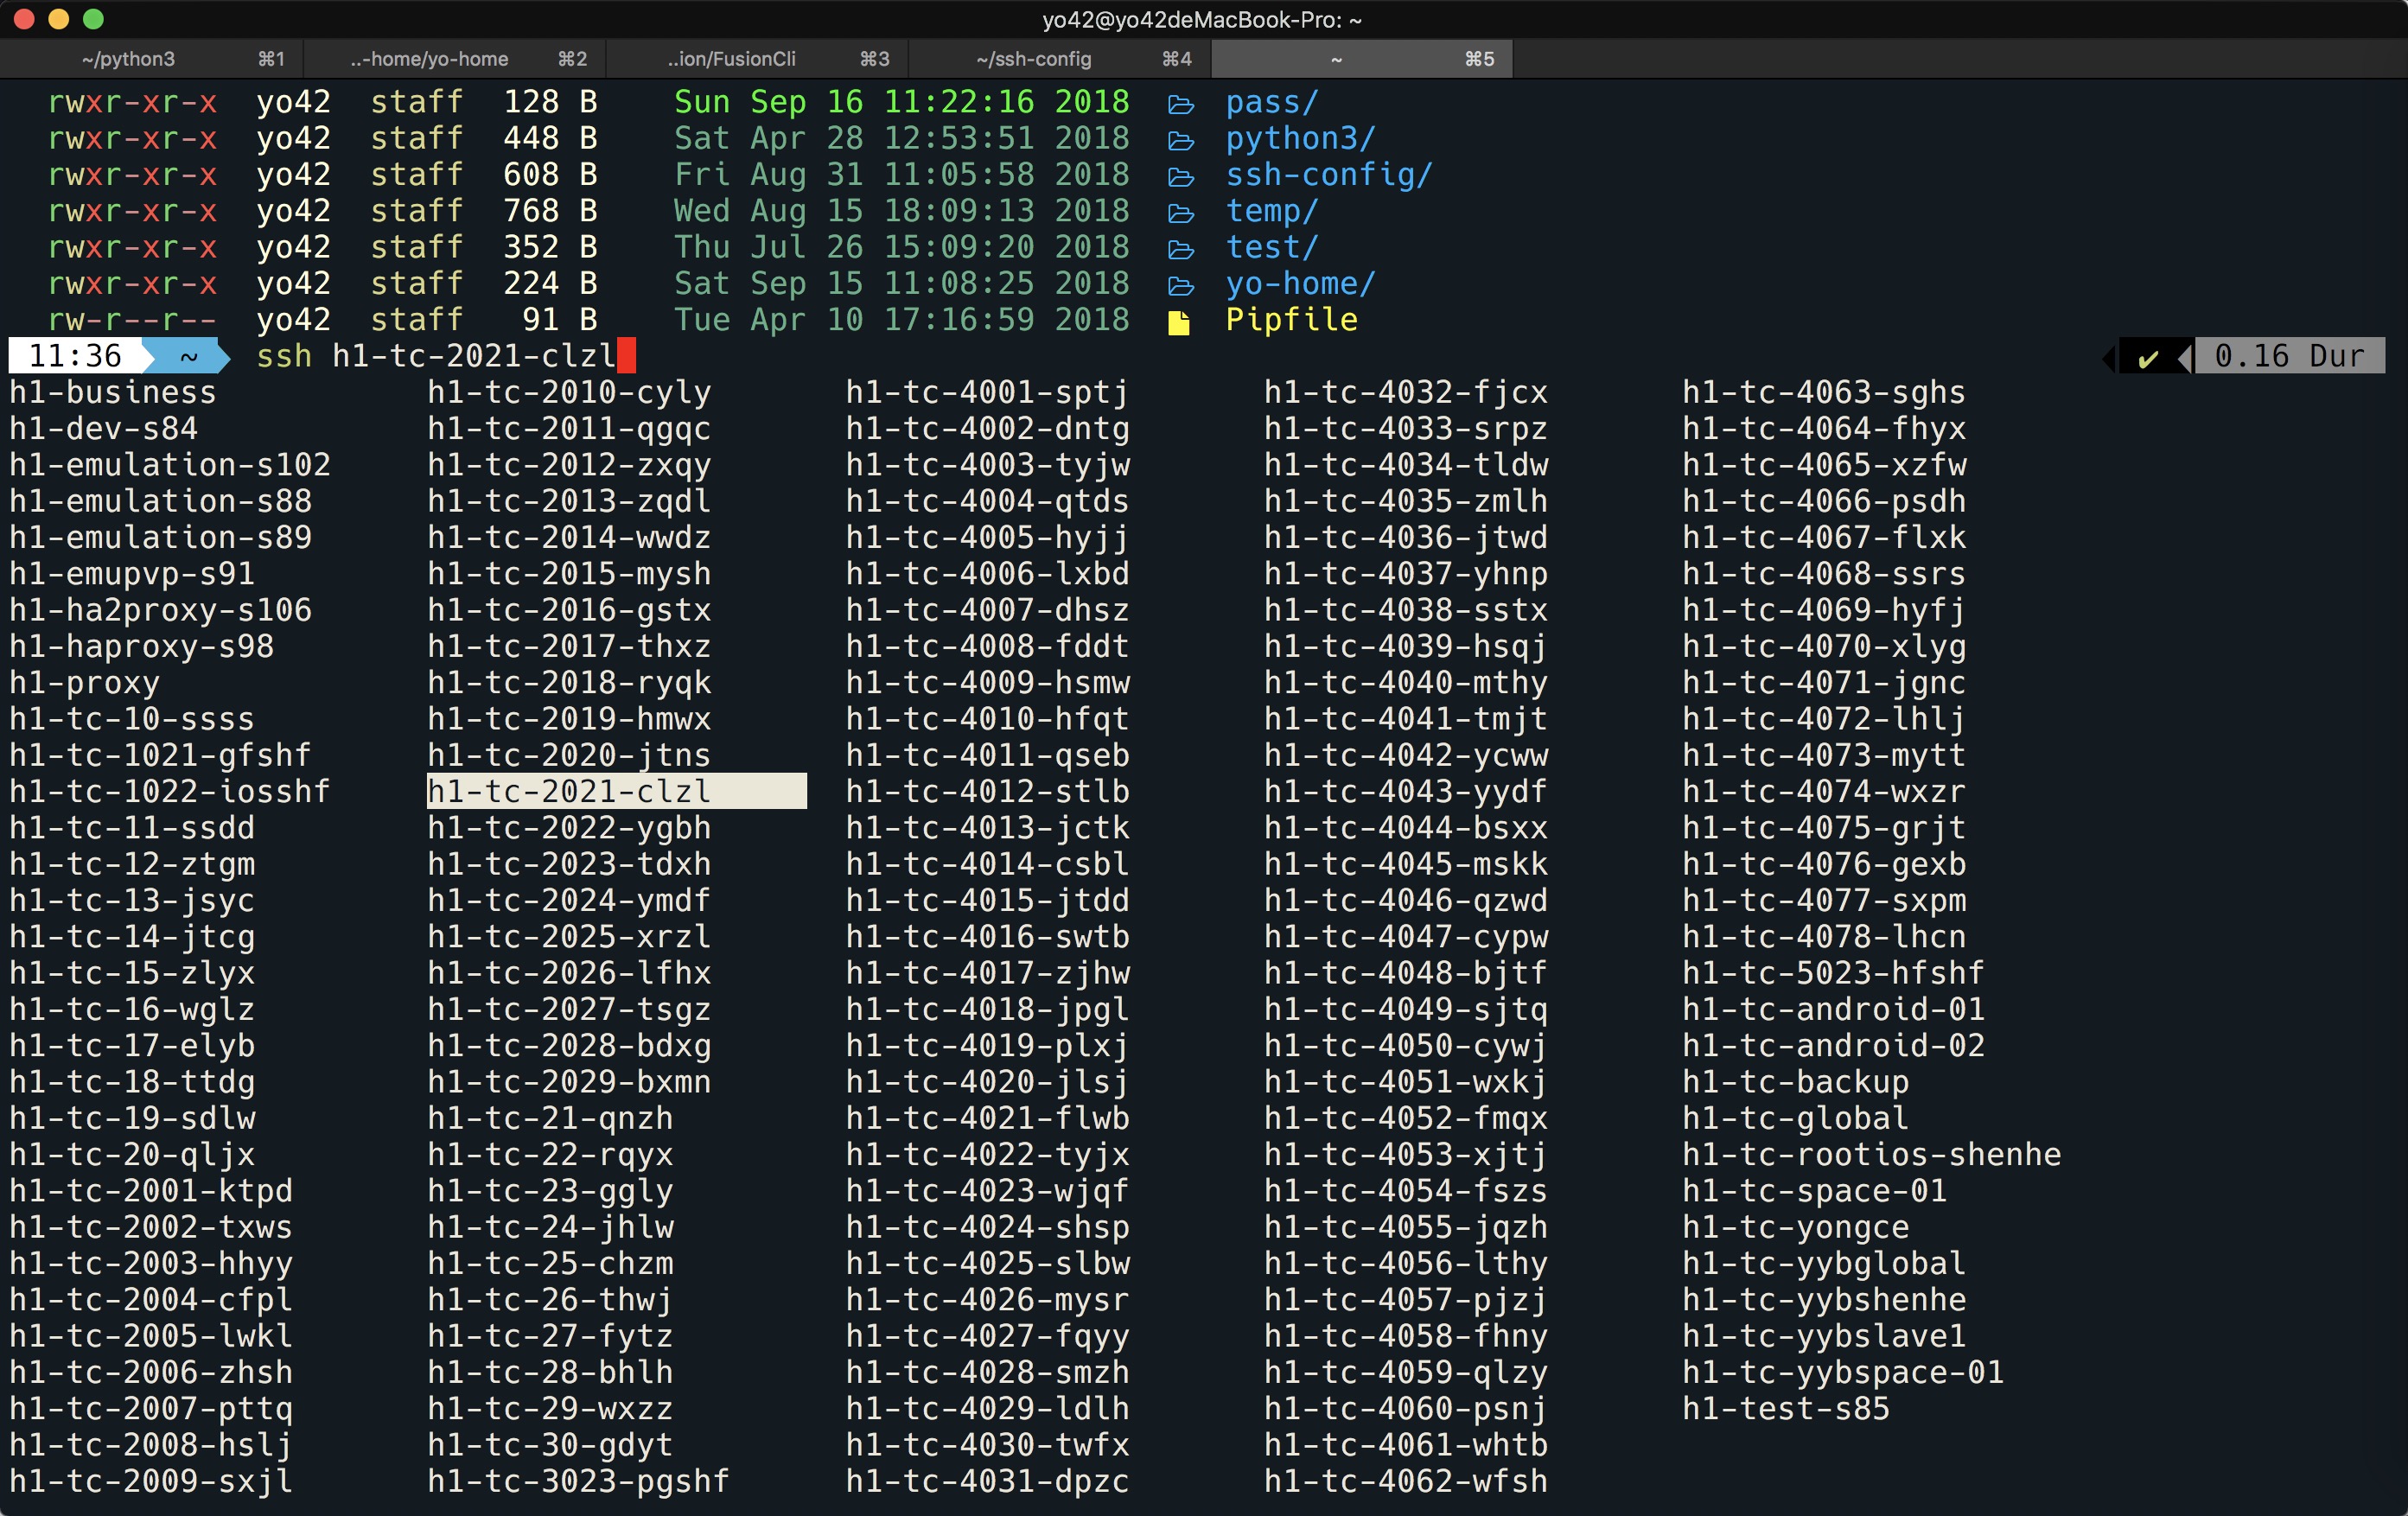 yo42@yo42deMacBook-Pro: ~
~/python3 ⌘1 ..-home/yo-home ⌘2 ..ion/FusionCli ⌘3 ~/ssh-config ⌘4 ~ ⌘5
rwxr-xr-x yo42 staff 128 B Sun Sep 16 11:22:16 2018 pass/
rwxr-xr-x yo42 staff 448 B Sat Apr 28 12:53:51 2018 python3/
rwxr-xr-x yo42 staff 608 B Fri Aug 31 11:05:58 2018 ssh-config/
rwxr-xr-x yo42 staff 768 B Wed Aug 15 18:09:13 2018 temp/
rwxr-xr-x yo42 staff 352 B Thu Jul 26 15:09:20 2018 test/
rwxr-xr-x yo42 staff 224 B Sat Sep 15 11:08:25 2018 yo-home/
rw-r--r-- yo42 staff 91 B Tue Apr 10 17:16:59 2018 Pipfile
11:36 ~ ssh h1-tc-2021-clzl ✔ 0.16 Dur
h1-business h1-tc-2010-cyly h1-tc-4001-sptj h1-tc-4032-fjcx h1-tc-4063-sghs
h1-dev-s84 h1-tc-2011-qgqc h1-tc-4002-dntg h1-tc-4033-srpz h1-tc-4064-fhyx
h1-emulation-s102 h1-tc-2012-zxqy h1-tc-4003-tyjw h1-tc-4034-tldw h1-tc-4065-xzfw
h1-emulation-s88 h1-tc-2013-zqdl h1-tc-4004-qtds h1-tc-4035-zmlh h1-tc-4066-psdh
h1-emulation-s89 h1-tc-2014-wwdz h1-tc-4005-hyjj h1-tc-4036-jtwd h1-tc-4067-flxk
h1-emupvp-s91 h1-tc-2015-mysh h1-tc-4006-lxbd h1-tc-4037-yhnp h1-tc-4068-ssrs
h1-ha2proxy-s106 h1-tc-2016-gstx h1-tc-4007-dhsz h1-tc-4038-sstx h1-tc-4069-hyfj
h1-haproxy-s98 h1-tc-2017-thxz h1-tc-4008-fddt h1-tc-4039-hsqj h1-tc-4070-xlyg
h1-proxy h1-tc-2018-ryqk h1-tc-4009-hsmw h1-tc-4040-mthy h1-tc-4071-jgnc
h1-tc-10-ssss h1-tc-2019-hmwx h1-tc-4010-hfqt h1-tc-4041-tmjt h1-tc-4072-lhlj
h1-tc-1021-gfshf h1-tc-2020-jtns h1-tc-4011-qseb h1-tc-4042-ycww h1-tc-4073-mytt
h1-tc-1022-iosshf h1-tc-2021-clzl h1-tc-4012-stlb h1-tc-4043-yydf h1-tc-4074-wxzr
h1-tc-11-ssdd h1-tc-2022-ygbh h1-tc-4013-jctk h1-tc-4044-bsxx h1-tc-4075-grjt
h1-tc-12-ztgm h1-tc-2023-tdxh h1-tc-4014-csbl h1-tc-4045-mskk h1-tc-4076-gexb
h1-tc-13-jsyc h1-tc-2024-ymdf h1-tc-4015-jtdd h1-tc-4046-qzwd h1-tc-4077-sxpm
h1-tc-14-jtcg h1-tc-2025-xrzl h1-tc-4016-swtb h1-tc-4047-cypw h1-tc-4078-lhcn
h1-tc-15-zlyx h1-tc-2026-lfhx h1-tc-4017-zjhw h1-tc-4048-bjtf h1-tc-5023-hfshf
h1-tc-16-wglz h1-tc-2027-tsgz h1-tc-4018-jpgl h1-tc-4049-sjtq h1-tc-android-01
h1-tc-17-elyb h1-tc-2028-bdxg h1-tc-4019-plxj h1-tc-4050-cywj h1-tc-android-02
h1-tc-18-ttdg h1-tc-2029-bxmn h1-tc-4020-jlsj h1-tc-4051-wxkj h1-tc-backup
h1-tc-19-sdlw h1-tc-21-qnzh h1-tc-4021-flwb h1-tc-4052-fmqx h1-tc-global
h1-tc-20-qljx h1-tc-22-rqyx h1-tc-4022-tyjx h1-tc-4053-xjtj h1-tc-rootios-shenhe
h1-tc-2001-ktpd h1-tc-23-ggly h1-tc-4023-wjqf h1-tc-4054-fszs h1-tc-space-01
h1-tc-2002-txws h1-tc-24-jhlw h1-tc-4024-shsp h1-tc-4055-jqzh h1-tc-yongce
h1-tc-2003-hhyy h1-tc-25-chzm h1-tc-4025-slbw h1-tc-4056-lthy h1-tc-yybglobal
h1-tc-2004-cfpl h1-tc-26-thwj h1-tc-4026-mysr h1-tc-4057-pjzj h1-tc-yybshenhe
h1-tc-2005-lwkl h1-tc-27-fytz h1-tc-4027-fqyy h1-tc-4058-fhny h1-tc-yybslave1
h1-tc-2006-zhsh h1-tc-28-bhlh h1-tc-4028-smzh h1-tc-4059-qlzy h1-tc-yybspace-01
h1-tc-2007-pttq h1-tc-29-wxzz h1-tc-4029-ldlh h1-tc-4060-psnj h1-test-s85
h1-tc-2008-hslj h1-tc-30-gdyt h1-tc-4030-twfx h1-tc-4061-whtb
h1-tc-2009-sxjl h1-tc-3023-pgshf h1-tc-4031-dpzc h1-tc-4062-wfsh